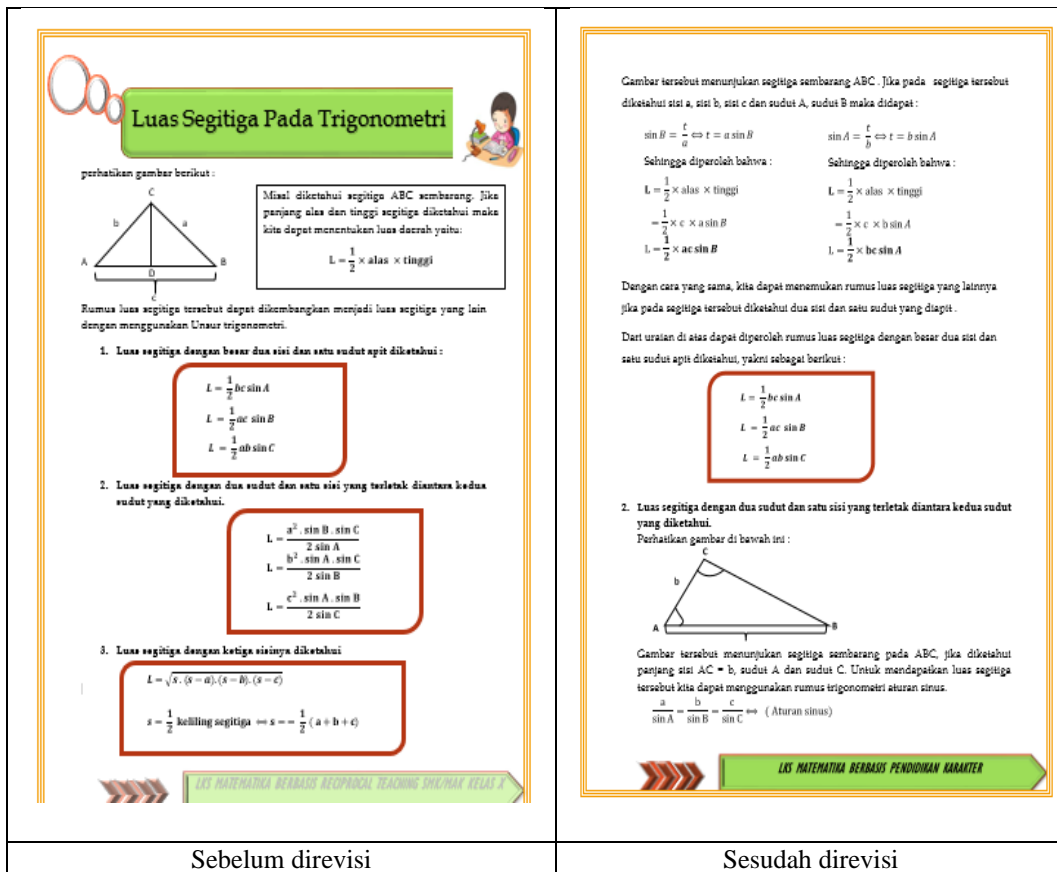 Luas Segitiga Pada Trigonometri
perhatikan gambar berikut :
C
b
a
A
D
B
c
Misal diketahui segitiga ABC sembarang. Jika
panjang alas dan tinggi segitiga diketahui maka
kita dapat menentukan luas daerah yaitu:
L = 1/2 × alas × tinggi
Rumus luas segitiga tersebut dapat dikembangkan menjadi luas segitiga yang lain
dengan menggunakan Unsur trigonometri.
1. Luas segitiga dengan besar dua sisi dan satu sudut apit diketahui :
L = 1/2 bc sin A
L = 1/2 ac sin B
L = 1/2 ab sin C
2. Luas segitiga dengan dua sudut dan satu sisi yang terletak diantara kedua
sudut yang diketahui.
L = a² . sin B . sin C / 2 sin A
L = b² . sin A . sin C / 2 sin B
L = c² . sin A . sin B / 2 sin C
3. Luas segitiga dengan ketiga sisinya diketahui
L = √s . (s − a). (s − b). (s − c)
s = 1/2 keliling segitiga ⇔ s = = 1/2 ( a + b + c)
LKS MATEMATIKA BERBASIS RECIPROCAL TEACHING SMK/MAK KELAS X
Sebelum direvisi
Gambar tersebut menunjukan segitiga sembarang ABC . Jika pada segitiga tersebut
diketahui sisi a, sisi b, sisi c dan sudut A, sudut B maka didapat :
sin B = t/a ⇔ t = a sin B
Sehingga diperoleh bahwa :
L = 1/2 × alas × tinggi
= 1/2 × c × a sin B
L = 1/2 × ac sin B
sin A = t/b ⇔ t = b sin A
Sehingga diperoleh bahwa :
L = 1/2 × alas × tinggi
= 1/2 × c × b sin A
L = 1/2 × bc sin A
Dengan cara yang sama, kita dapat menemukan rumus luas segitiga yang lainnya
jika pada segitiga tersebut diketahui dua sisi dan satu sudut yang diapit .
Dari uraian di atas dapat diperoleh rumus luas segitiga dengan besar dua sisi dan
satu sudut apit diketahui, yakni sebagai berikut :
L = 1/2 bc sin A
L = 1/2 ac sin B
L = 1/2 ab sin C
2. Luas segitiga dengan dua sudut dan satu sisi yang terletak diantara kedua sudut
yang diketahui.
Perhatikan gambar di bawah ini :
C
b
A
B
Gambar tersebut menunjukan segitiga sembarang pada ABC, jika diketahui
panjang sisi AC = b, sudut A dan sudut C. Untuk mendapatkan luas segitiga
tersebut kita dapat menggunakan rumus trigonometri aturan sinus.
a/sin A = b/sin B = c/sin C ⇔ ( Aturan sinus)
LKS MATEMATIKA BERBASIS PENDIDIKAN KARAKTER
Sesudah direvisi